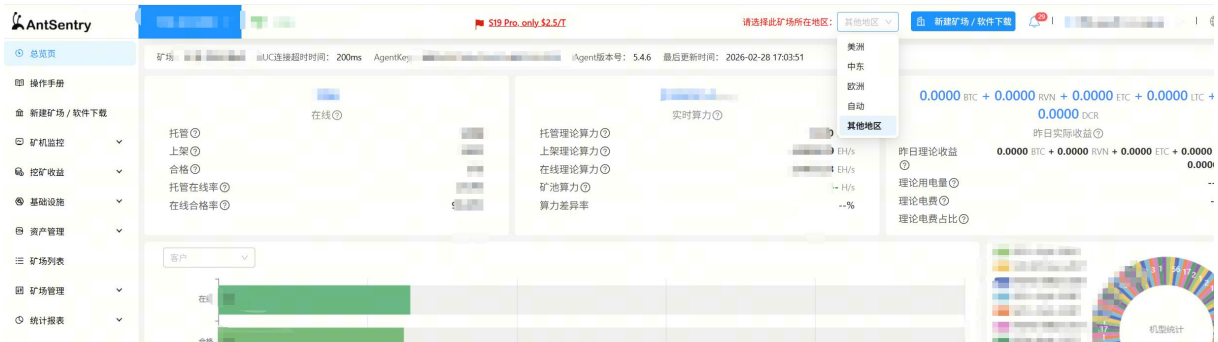 AntSentry
S19 Pro, only $2.5/T
请选择此矿场所在地区:
其他地区
新建矿场 / 软件下载
29
美洲
中东
欧洲
自动
其他地区
总览页
操作手册
新建矿场 / 软件下载
矿机监控
挖矿收益
基础设施
资产管理
矿场列表
矿场管理
统计报表
UC连接超时时间: 200ms AgentKey
Agent版本号: 5.4.6 最后更新时间: 2026-02-28 17:03:51
在线
托管
上架
合格
托管在线率
在线合格率
实时算力
托管理论算力
上架理论算力 EH/s
在线理论算力 EH/s
矿池算力 -- H/s
算力差异率 --%
0.0000 BTC + 0.0000 RVN + 0.0000 ETC + 0.0000 LTC +
0.0000 DCR
昨日实际收益
昨日理论收益 0.0000 BTC + 0.0000 RVN + 0.0000 ETC + 0.0000
理论用电量
理论电费
理论电费占比
客户
机型统计